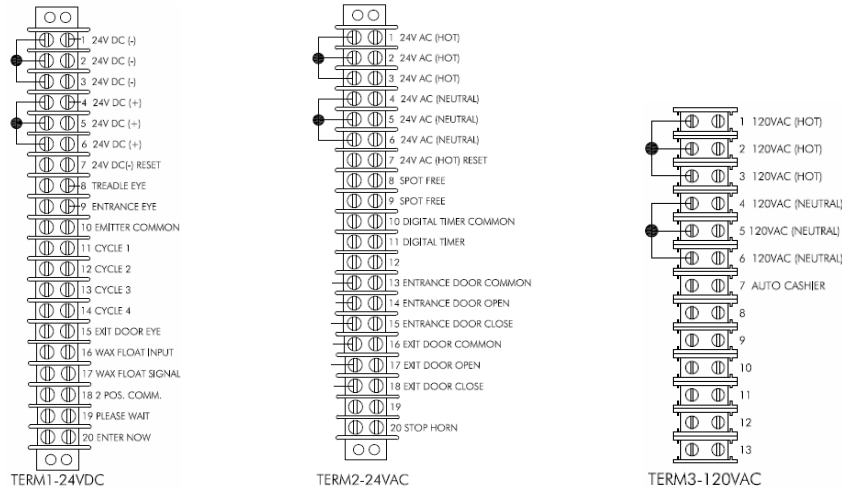 1 24V DC (-)
2 24V DC (-)
3 24V DC (-)
4 24V DC (+)
5 24V DC (+)
6 24V DC (+)
7 24V DC(-) RESET
8 TREADLE EYE
9 ENTRANCE EYE
10 EMITTER COMMON
11 CYCLE 1
12 CYCLE 2
13 CYCLE 3
14 CYCLE 4
15 EXIT DOOR EYE
16 WAX FLOAT INPUT
17 WAX FLOAT SIGNAL
18 2 POS. COMM.
19 PLEASE WAIT
20 ENTER NOW
TERM1-24VDC
1 24V AC (HOT)
2 24V AC (HOT)
3 24V AC (HOT)
4 24V AC (NEUTRAL)
5 24V AC (NEUTRAL)
6 24V AC (NEUTRAL)
7 24V AC (HOT) RESET
8 SPOT FREE
9 SPOT FREE
10 DIGITAL TIMER COMMON
11 DIGITAL TIMER
12
13 ENTRANCE DOOR COMMON
14 ENTRANCE DOOR OPEN
15 ENTRANCE DOOR CLOSE
16 EXIT DOOR COMMON
17 EXIT DOOR OPEN
18 EXIT DOOR CLOSE
19
20 STOP HORN
TERM2-24VAC
1 120VAC (HOT)
2 120VAC (HOT)
3 120VAC (HOT)
4 120VAC (NEUTRAL)
5 120VAC (NEUTRAL)
6 120VAC (NEUTRAL)
7 AUTO CASHIER
8
9
10
11
12
13
TERM3-120VAC